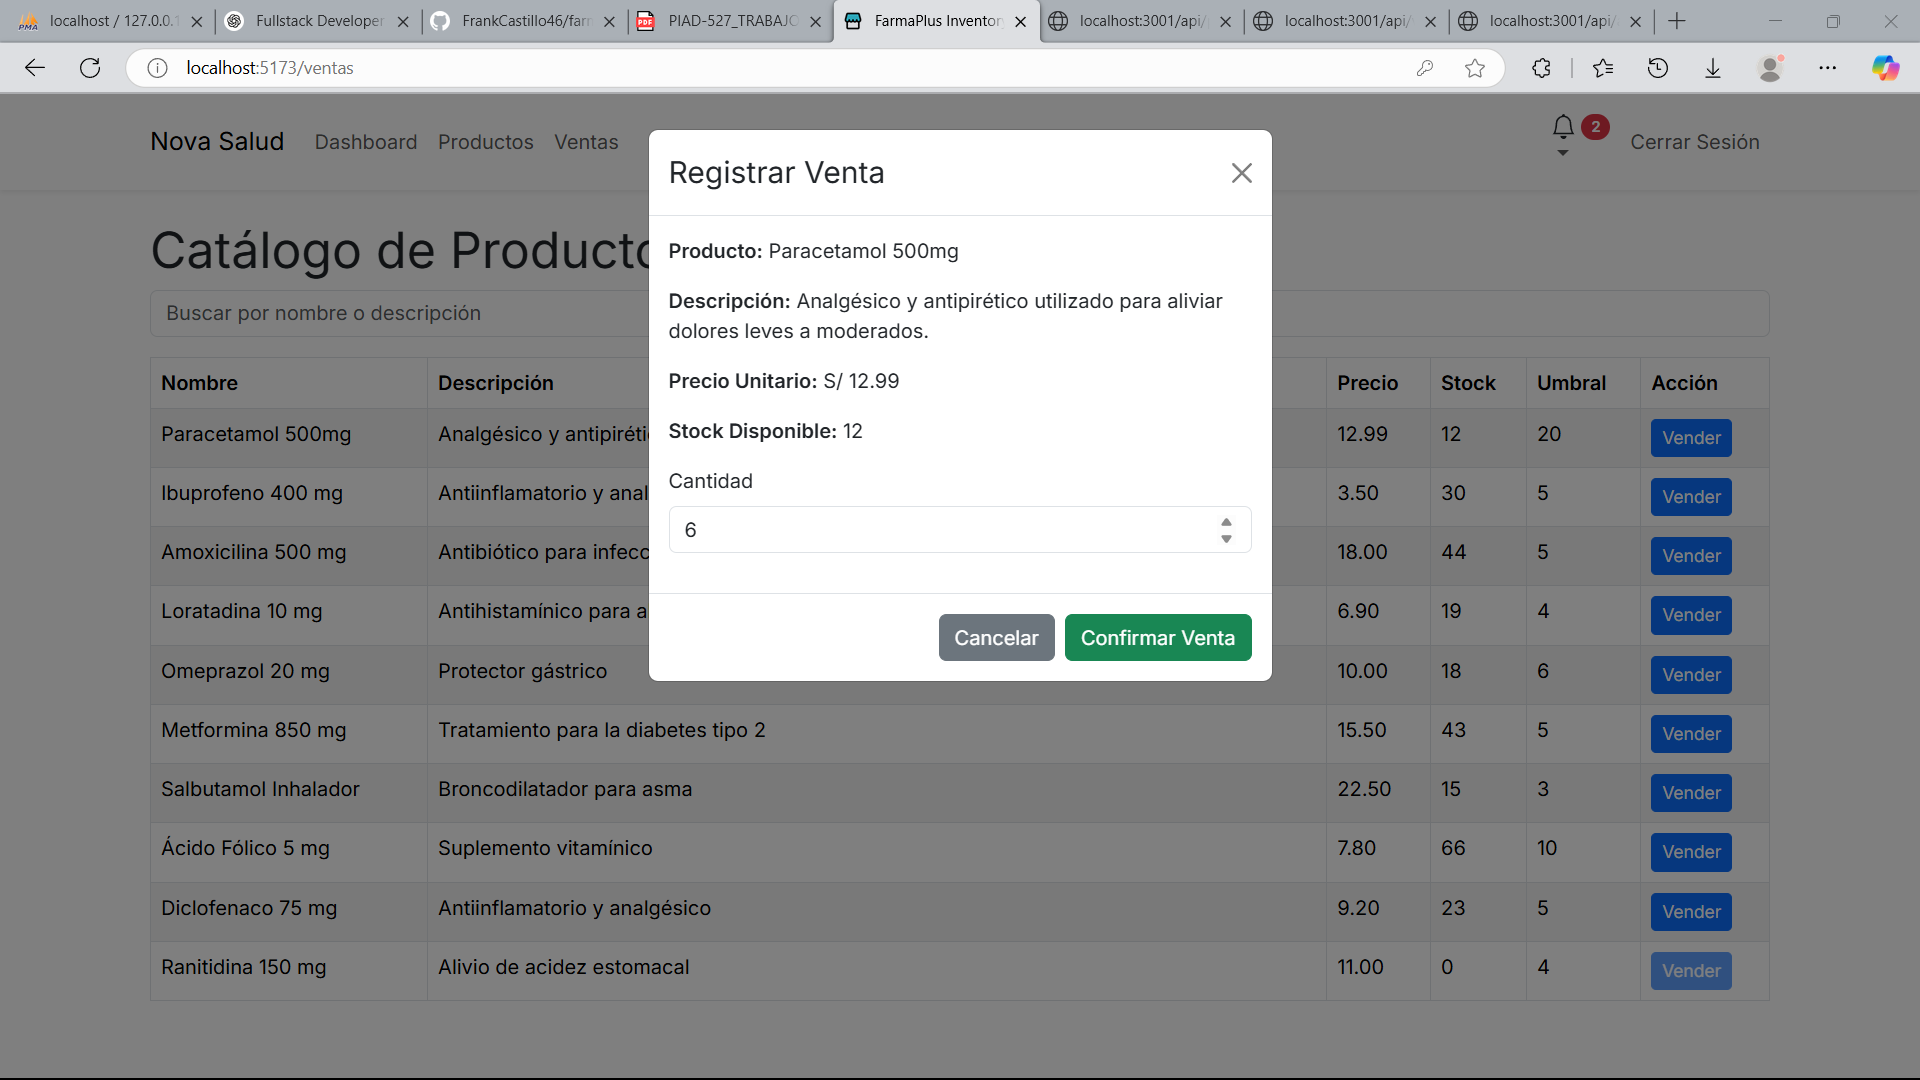 localhost / 127.0.0.1
Fullstack Developer
FrankCastillo46/farm
PIAD-527_TRABAJO
FarmaPlus Inventory
localhost:3001/api/
localhost:3001/api/
localhost:3001/api/
localhost:5173/ventas
Nova Salud
Dashboard
Productos
Ventas
2
Cerrar Sesión
Catálogo de Producto
Buscar por nombre o descripción
Registrar Venta
Producto: Paracetamol 500mg
Descripción: Analgésico y antipirético utilizado para aliviar
dolores leves a moderados.
Precio Unitario: S/ 12.99
Stock Disponible: 12
Cantidad
6
Cancelar
Confirmar Venta
Nombre Descripción Precio Stock Umbral Acción
Paracetamol 500mg Analgésico y antipiréti 12.99 12 20 Vender
Ibuprofeno 400 mg Antiinflamatorio y anal 3.50 30 5 Vender
Amoxicilina 500 mg Antibiótico para infecc 18.00 44 5 Vender
Loratadina 10 mg Antihistamínico para a 6.90 19 4 Vender
Omeprazol 20 mg Protector gástrico 10.00 18 6 Vender
Metformina 850 mg Tratamiento para la diabetes tipo 2 15.50 43 5 Vender
Salbutamol Inhalador Broncodilatador para asma 22.50 15 3 Vender
Ácido Fólico 5 mg Suplemento vitamínico 7.80 66 10 Vender
Diclofenaco 75 mg Antiinflamatorio y analgésico 9.20 23 5 Vender
Ranitidina 150 mg Alivio de acidez estomacal 11.00 0 4 Vender